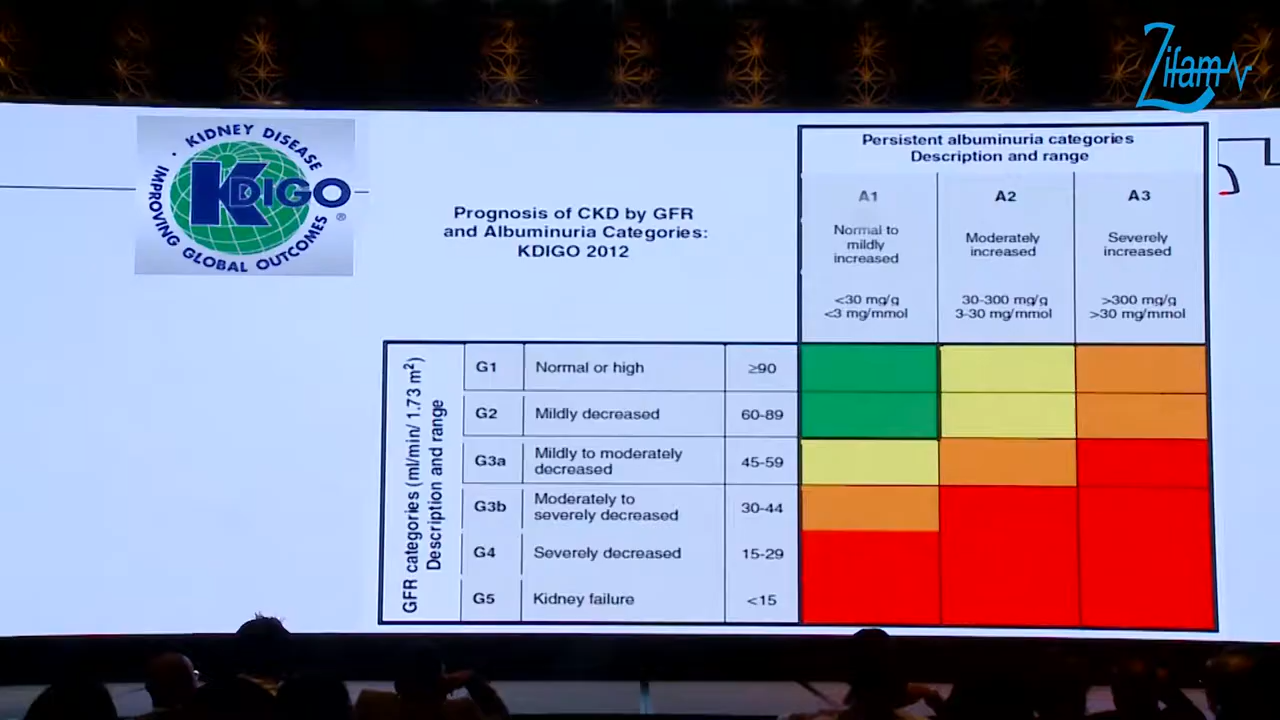 Zifam
KIDNEY DISEASE
IMPROVING GLOBAL OUTCOMES
KDIGO
®
Prognosis of CKD by GFR
and Albuminuria Categories:
KDIGO 2012
Persistent albuminuria categories
Description and range
A1
A2
A3
Normal to
mildly
increased
Moderately
increased
Severely
increased
<30 mg/g
<3 mg/mmol
30-300 mg/g
3-30 mg/mmol
>300 mg/g
>30 mg/mmol
GFR categories (ml/min/ 1.73 m²)
Description and range
G1 Normal or high ≥90
G2 Mildly decreased 60-89
G3a Mildly to moderately
decreased 45-59
G3b Moderately to
severely decreased 30-44
G4 Severely decreased 15-29
G5 Kidney failure <15